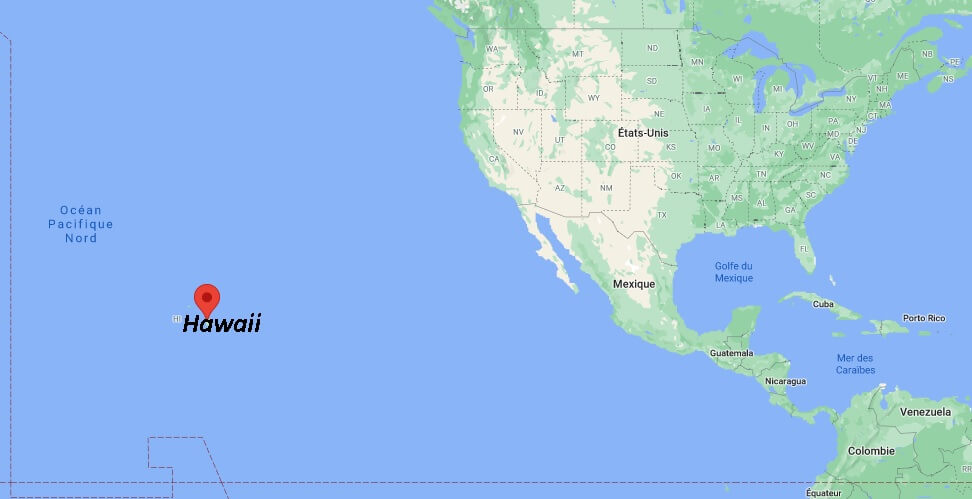 WA
MT
ND
MN
OR
ID
SD
WI
MI
VT
ME
NB
PE
NS
NH
MA
NY
CT
WY
IA
NE
NV
UT
CO
États-Unis
IL
IN
OH
PA
NJ
MD
DE
CA
KS
MO
KY
WV
VA
AZ
NM
OK
AR
NC
SC
TX
MS
AL
GA
LA
FL
Océan
Pacifique
Nord
Golfe du
Mexique
Mexique
HI
Hawaii
Cuba
Porto Rico
Guatemala
Nicaragua
Mer des
Caraïbes
Venezuela
Colombie
RR
Équateur